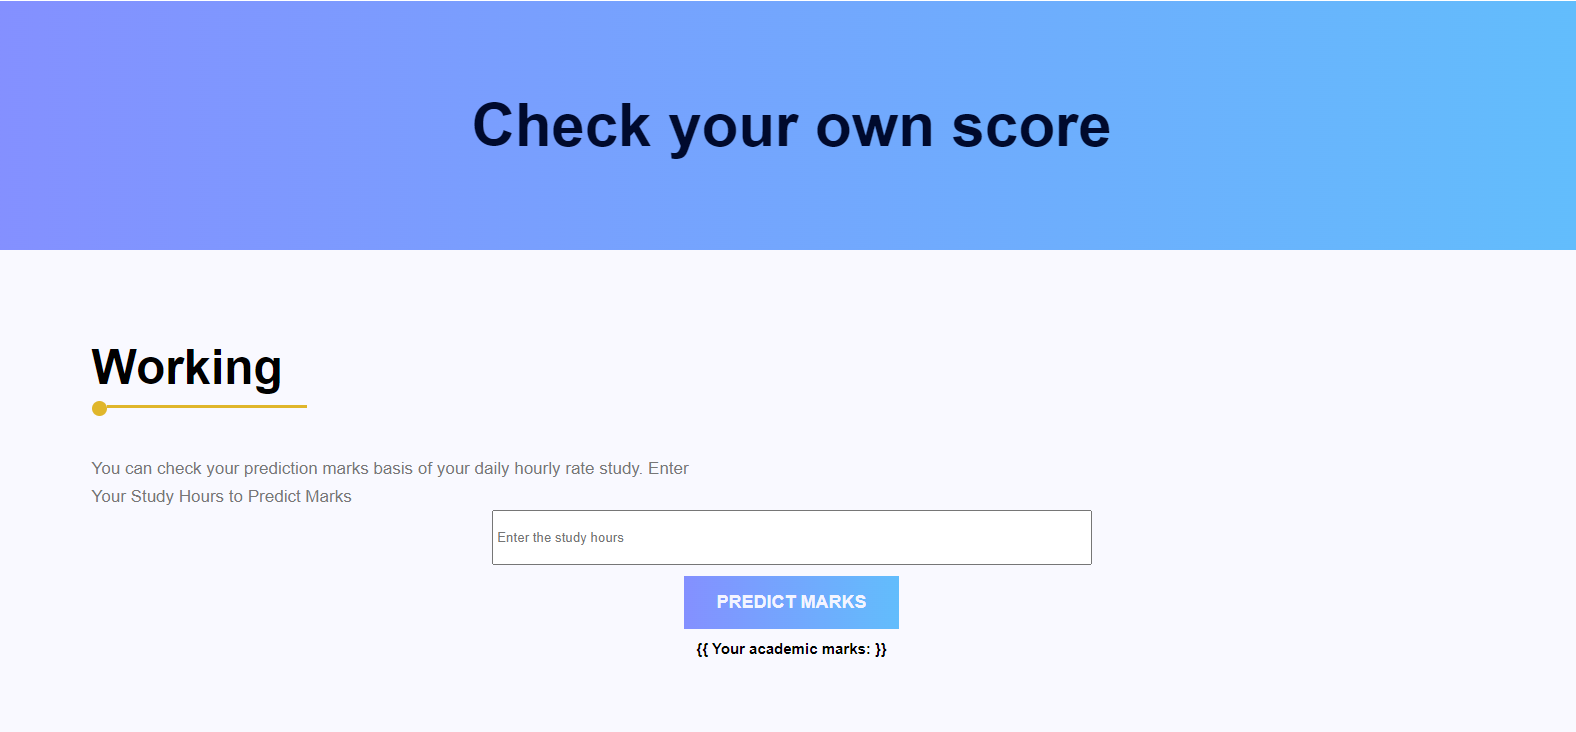 Check your own score
Working
You can check your prediction marks basis of your daily hourly rate study. Enter
Your Study Hours to Predict Marks
Enter the study hours
PREDICT MARKS
{{ Your academic marks: }}